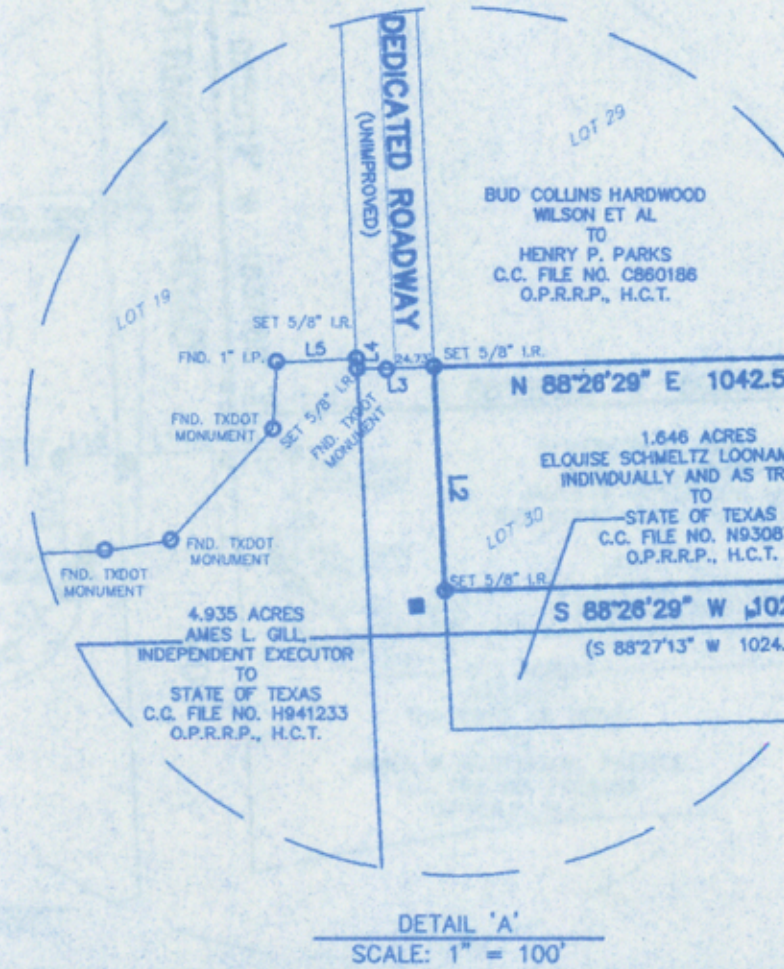 DEDICATED ROADWAY
(UNIMPROVED)
LOT 29
BUD COLLINS HARDWOOD
WILSON ET AL
TO
HENRY P. PARKS
C.C. FILE NO. C860186
O.P.R.R.P., H.C.T.
LOT 19
SET 5/8" I.R.
FND. 1" I.P.
L5
L4
24.73'
SET 5/8" I.R.
L3
N 88°26'29" E 1042.5
FND. TXDOT
MONUMENT
SET 5/8" I.R.
FND. TXDOT
MONUMENT
L2
1.646 ACRES
ELOUISE SCHMELTZ LOONAM
INDIVDUALLY AND AS TR
TO
STATE OF TEXAS
C.C. FILE NO. N9308
O.P.R.R.P., H.C.T.
LOT 30
FND. TXDOT
MONUMENT
FND. TXDOT
MONUMENT
SET 5/8" I.R.
S 88°26'29" W 102
(S 88°27'13" W 1024.
4.935 ACRES
AMES L. GILL,
INDEPENDENT EXECUTOR
TO
STATE OF TEXAS
C.C. FILE NO. H941233
O.P.R.R.P., H.C.T.
DETAIL 'A'
SCALE: 1" = 100'